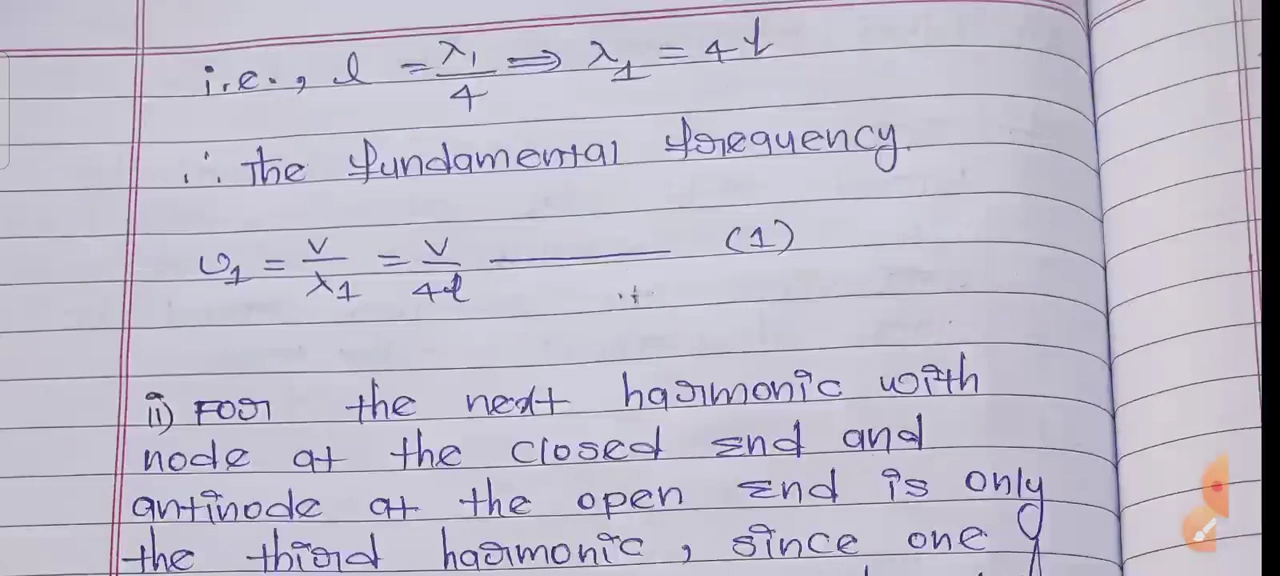 i.e., l = λ1/4 ⟹ λ1 = 4l
∴ The fundamental frequency.
υ1 = v/λ1 = v/4l ——— (1)
ii) For the next harmonic with
node at the closed end and
antinode at the open end is only
the third harmonic, since one